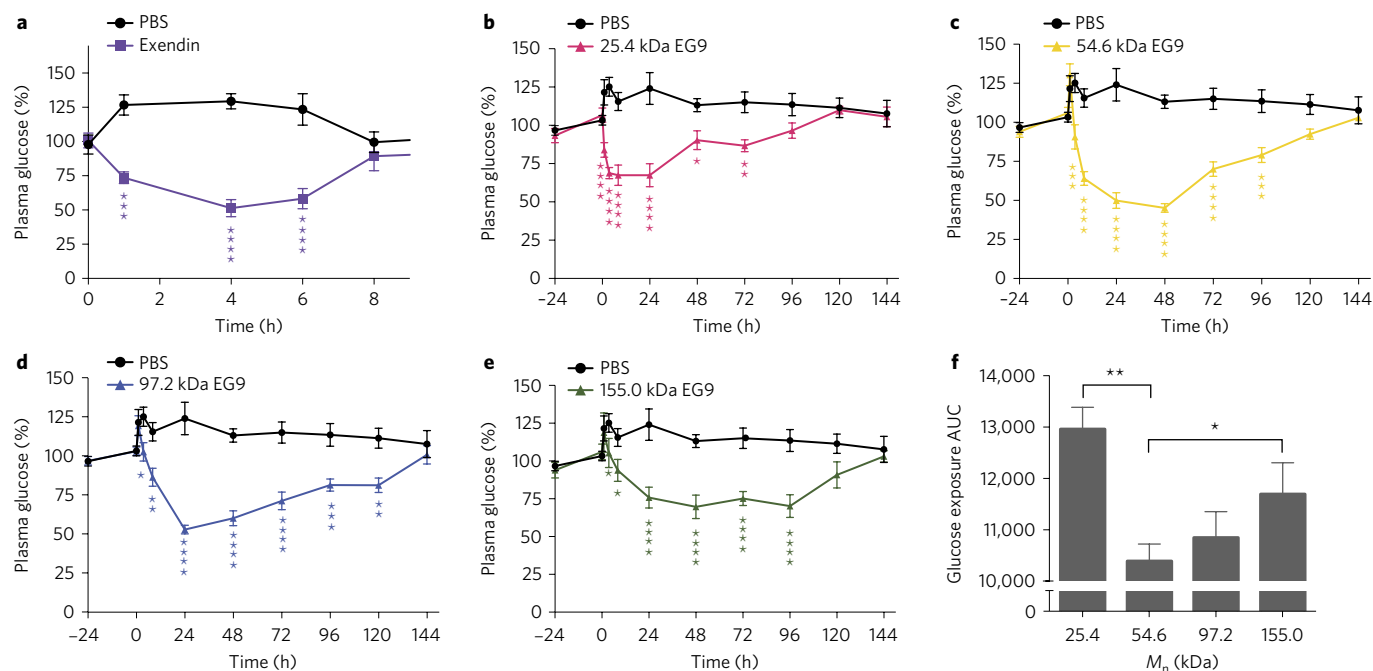 a
PBS
Exendin
Plasma glucose (%)
150
125
100
75
50
25
0
0 2 4 6 8
Time (h)
★★★
★★★★
★★★★
b
PBS
25.4 kDa EG9
Plasma glucose (%)
150
125
100
75
50
25
0
−24 0 24 48 72 96 120 144
Time (h)
★★★
★★★★
★★★★
★★★★
★
★★
c
PBS
54.6 kDa EG9
Plasma glucose (%)
150
125
100
75
50
25
0
−24 0 24 48 72 96 120 144
Time (h)
★★
★★★★
★★★★
★★★★
★★★★
★★★
d
PBS
97.2 kDa EG9
Plasma glucose (%)
150
125
100
75
50
25
0
−24 0 24 48 72 96 120 144
Time (h)
★
★★
★★★★
★★★★
★★★★
★★★
★★
e
PBS
155.0 kDa EG9
Plasma glucose (%)
150
125
100
75
50
25
0
−24 0 24 48 72 96 120 144
Time (h)
★
★
★★★★
★★★★
★★★★
★★★★
f
Glucose exposure AUC
14,000
13,000
12,000
11,000
10,000
0
★★
★
25.4 54.6 97.2 155.0
Mn (kDa)